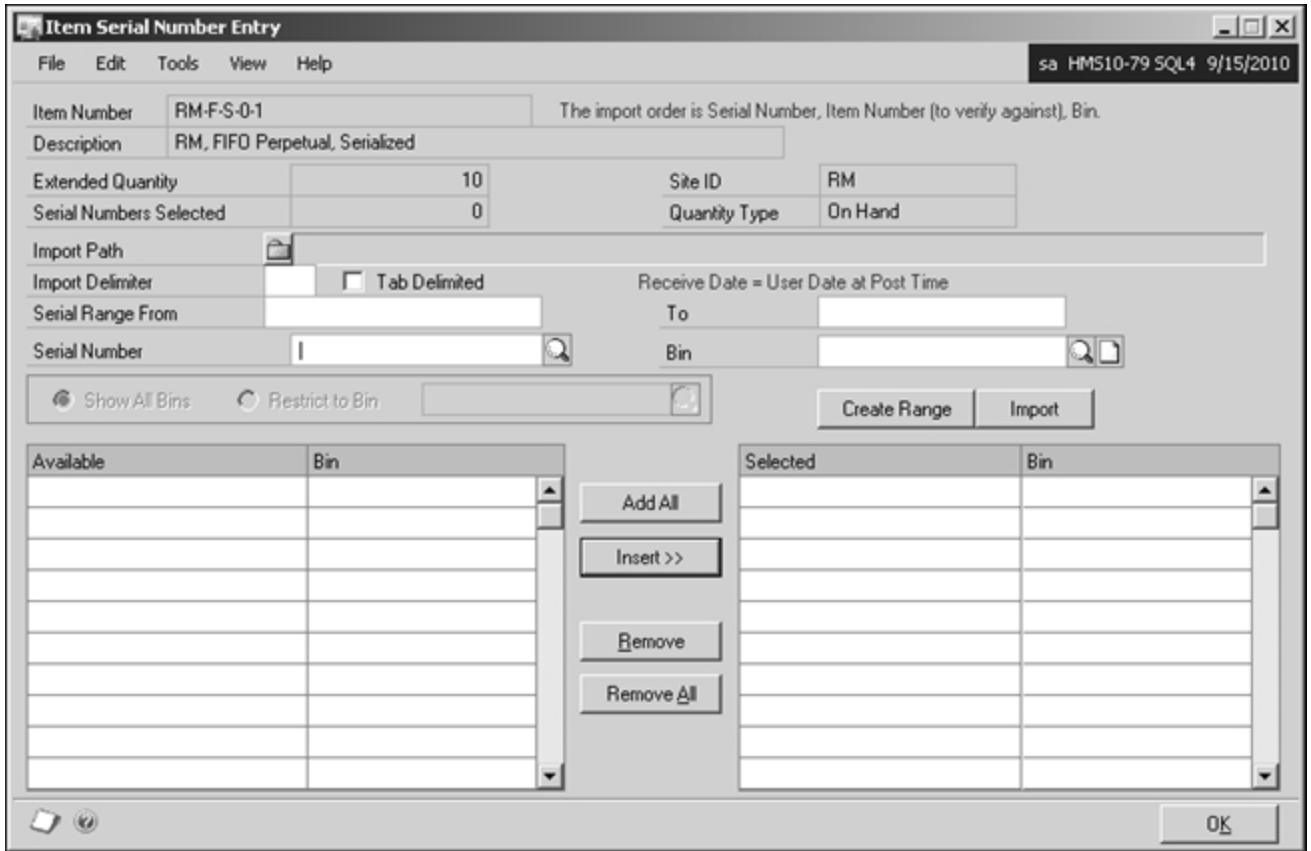 Item Serial Number Entry
File Edit Tools View Help
sa HMS10-79 SQL4 9/15/2010
Item Number RM-F-S-0-1 The import order is Serial Number, Item Number (to verify against), Bin.
Description RM, FIFO Perpetual, Serialized
Extended Quantity 10 Site ID RM
Serial Numbers Selected 0 Quantity Type On Hand
Import Path
Import Delimiter Tab Delimited Receive Date = User Date at Post Time
Serial Range From To
Serial Number Bin
Show All Bins Restrict to Bin
Create Range Import
Available Bin Selected Bin
Add All
Insert >>
Remove
Remove All
OK